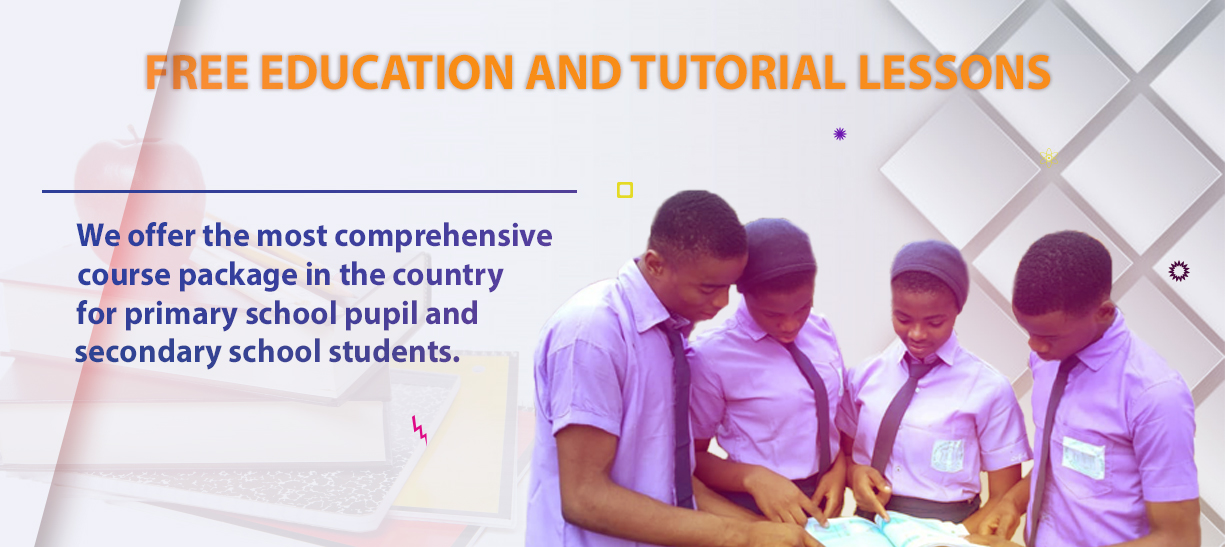 FREE EDUCATION AND TUTORIAL LESSONS
We offer the most comprehensive
course package in the country
for primary school pupil and
secondary school students.